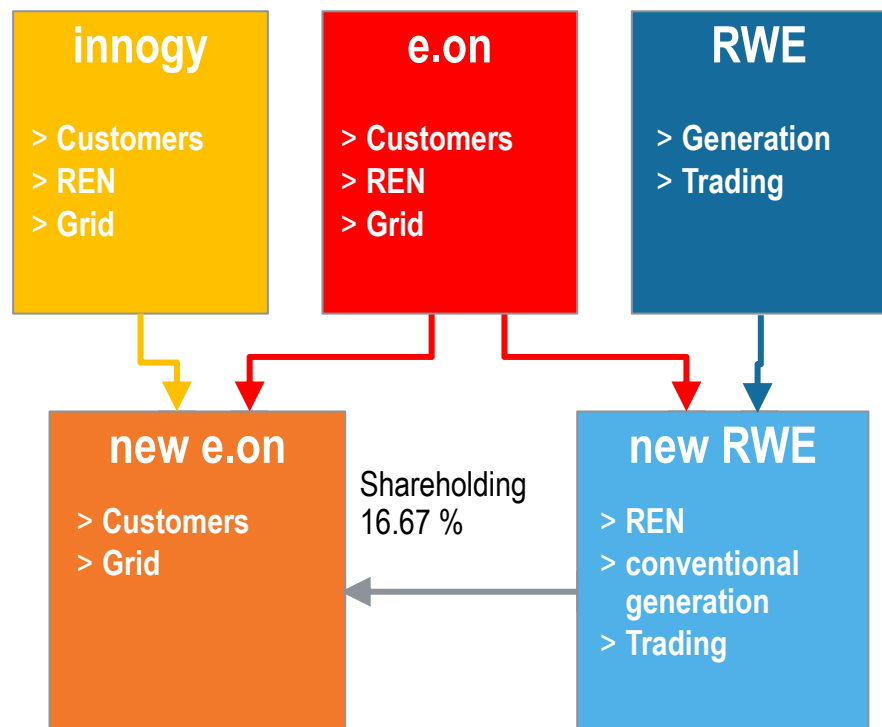 innogy
> Customers
> REN
> Grid
e.on
> Customers
> REN
> Grid
RWE
> Generation
> Trading
new e.on
> Customers
> Grid
Shareholding
16.67 %
new RWE
> REN
> conventional
generation
> Trading